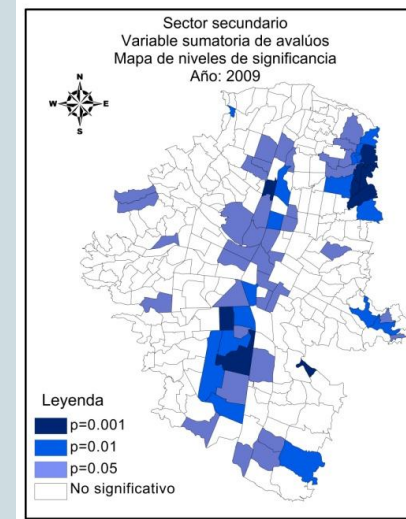 Sector secundario
Variable sumatoria de avalúos
Mapa de niveles de significancia
Año: 2009
N
W E
S
Leyenda
p=0.001
p=0.01
p=0.05
No significativo